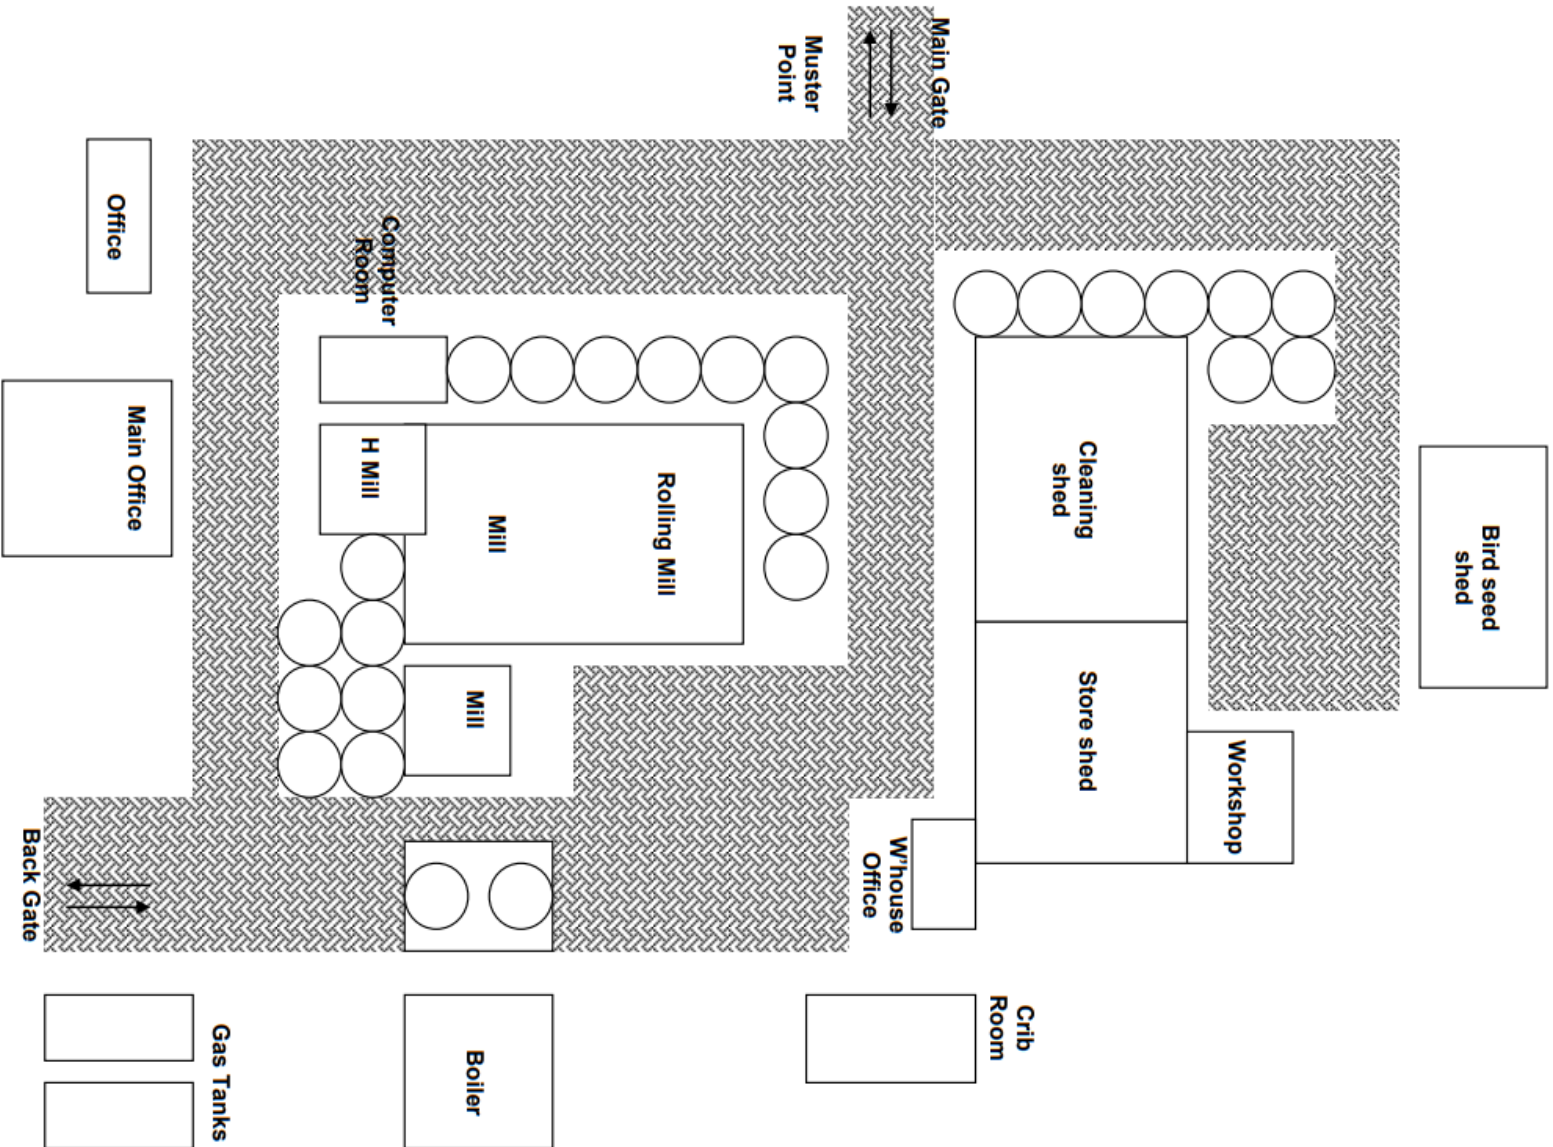 Main Gate
Muster
Point
Office
Computer
Room
Main Office
H Mill
Mill
Rolling Mill
Cleaning
shed
Bird seed
shed
Mill
Store shed
Workshop
W'house
Office
Back Gate
Gas Tanks
Boiler
Crib
Room